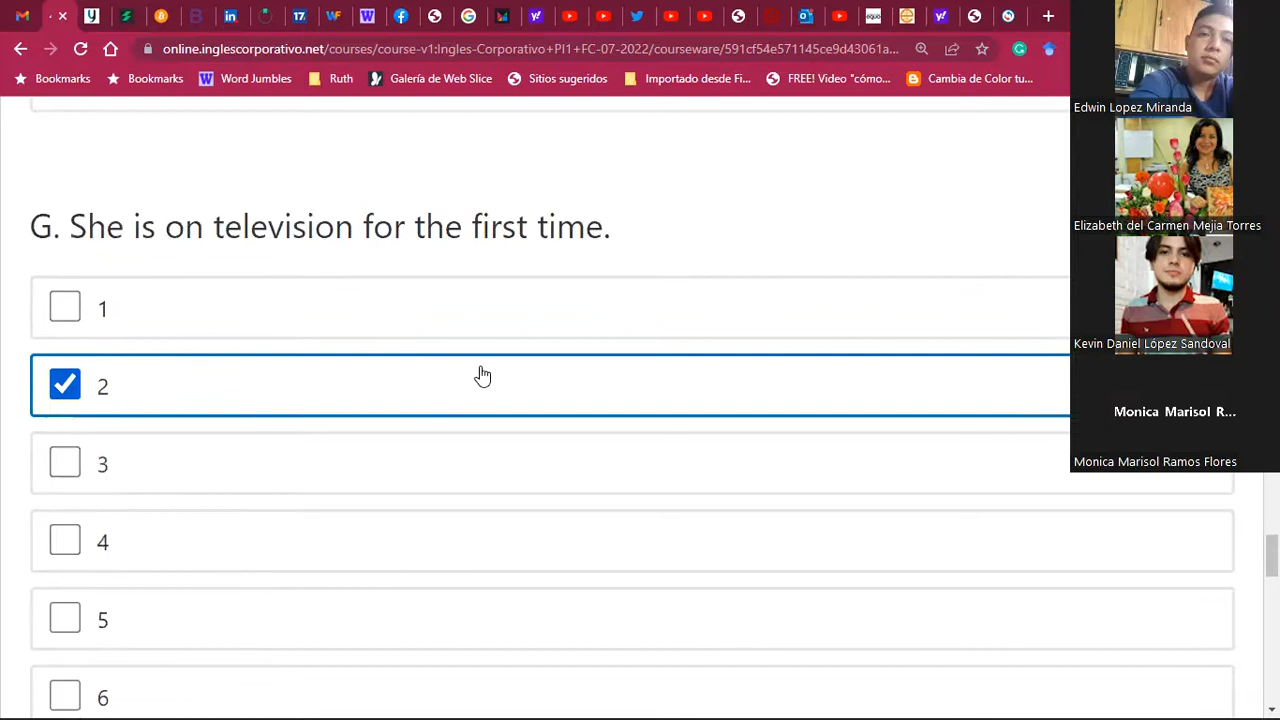 17
online.inglescorporativo.net/courses/course-v1:Ingles-Corporativo+PI1+FC-07-2022/courseware/591cf54e571145ce9d43061a...
Bookmarks
Bookmarks
Word Jumbles
Ruth
Galería de Web Slice
Sitios sugeridos
Importado desde Fi...
FREE! Video "cómo...
Cambia de Color tu...
G. She is on television for the first time.
1
2
3
4
5
6
Edwin Lopez Miranda
Elizabeth del Carmen Mejia Torres
Kevin Daniel López Sandoval
Monica Marisol R...
Monica Marisol Ramos Flores